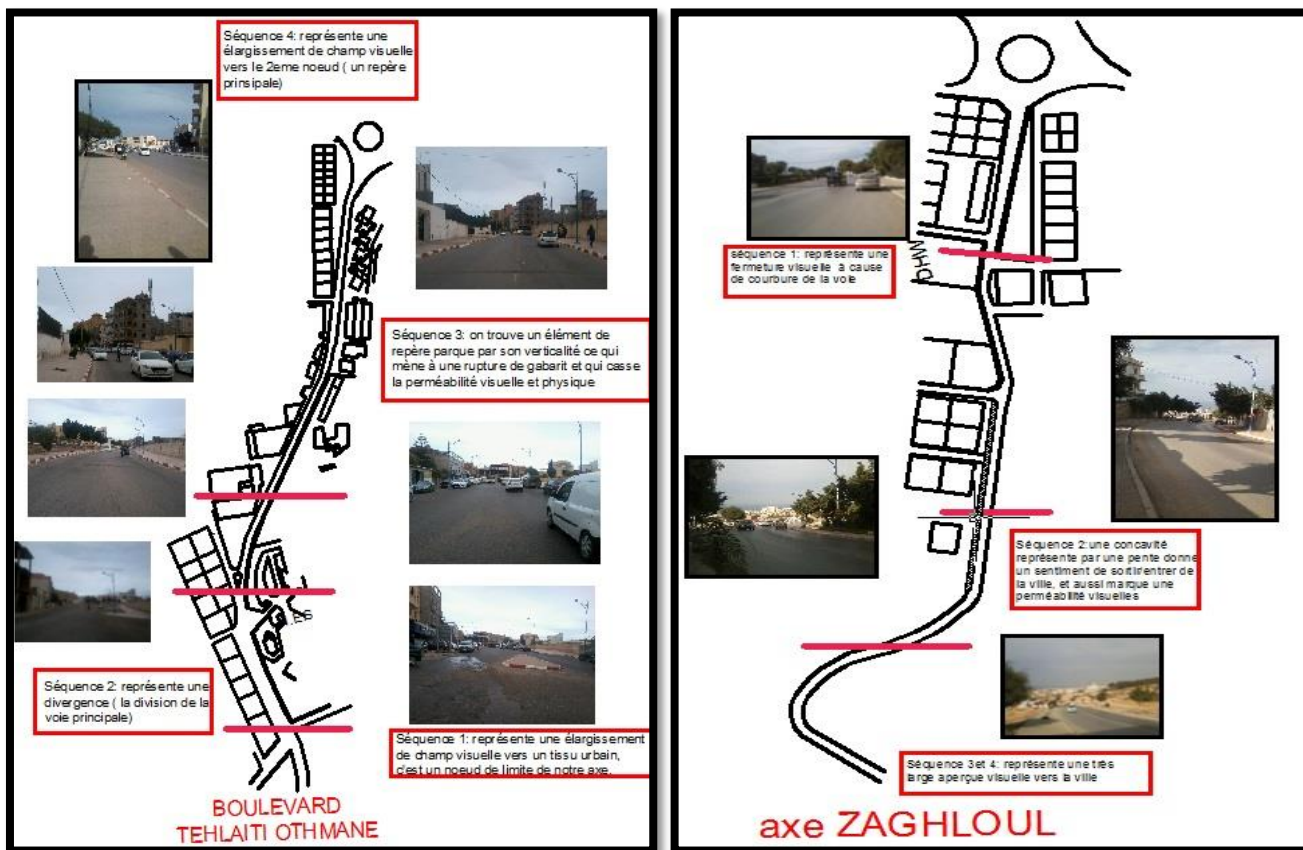 Séquence 4: représente une
élargissement de champ visuelle
vers le 2eme noeud ( un repère
prinsipale)
Séquence 3: on trouve un élément de
repère parque par son verticalité ce qui
mène à une rupture de gabarit et qui casse
la perméabilité visuelle et physique
Séquence 2: représente une
divergence ( la division de la
voie principale)
Séquence 1: représente une élargissement
de champ visuelle vers un tissu urbain,
c'est un noeud de limite de notre axe.
BOULEVARD
TEHLAITI OTHMANE
séquence 1: représente une
fermeture visuelle à cause
de courbure de la voie
Séquence 2:une concavité
représente par une pente donne
un sentiment de sortir/entrer de
la ville, et aussi marque une
perméabilité visuelles
Séquence 3et 4: représente une très
large aperçue visuelle vers la ville
axe ZAGHLOUL